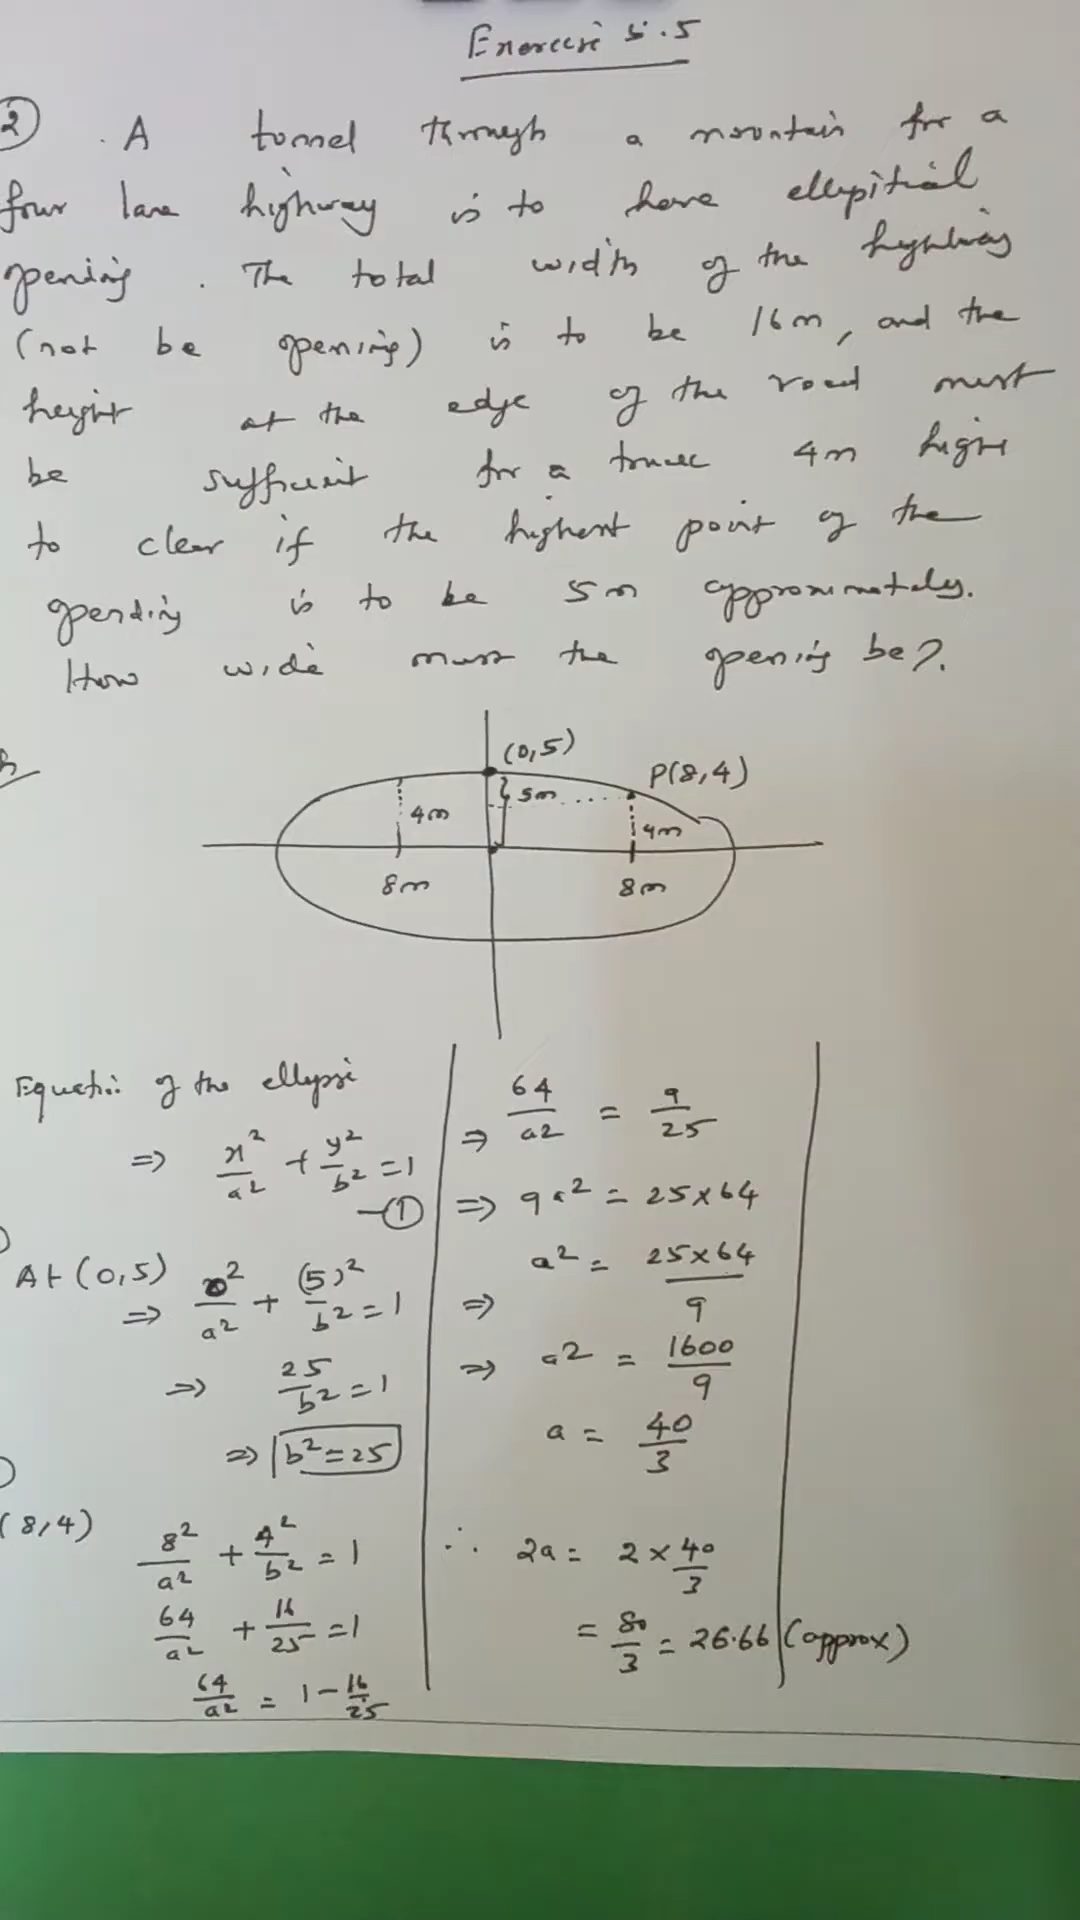 Exercise 5.5
2 . A tunnel through a mountain for a
four lane highway is to have elliptical
opening . The total width of the highway
(not be opening) is to be 16m, and the
height at the edge of the road must
be sufficient for a truck 4m high
to clear if the highest point of the
opening is to be 5m approximately.
How wide must the opening be?
(0,5)
P(8,4)
5m
4m
4m
8m
8m
Equation of the ellipse
⇒ x²/a² + y²/b² = 1
—①
At (0,5)
⇒ 0²/a² + (5)²/b² = 1
⇒ 25/b² = 1
⇒ b² = 25
(8,4)
8²/a² + 4²/b² = 1
64/a² + 16/25 = 1
64/a² = 1 - 16/25
⇒ 64/a2 = 9/25
⇒ 9a² = 25×64
⇒ a² = 25×64/9
⇒ a2 = 1600/9
a = 40/3
∴ 2a = 2 × 40/3
= 80/3 = 26.66 (approx)